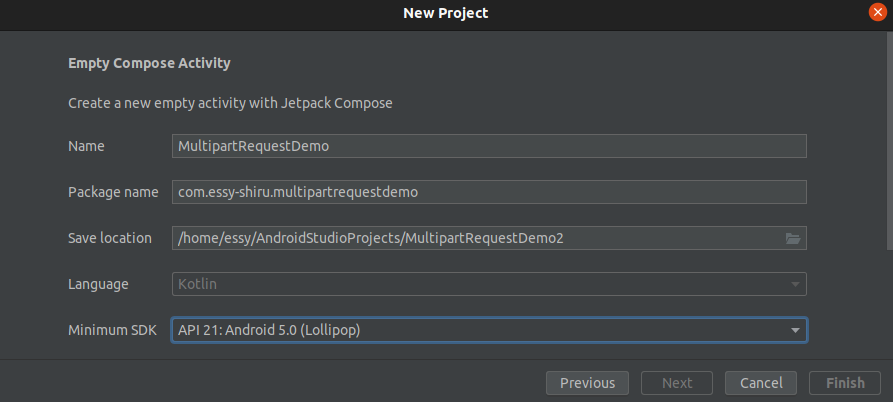 New Project
Empty Compose Activity
Create a new empty activity with Jetpack Compose
Name MultipartRequestDemo
Package name com.essy-shiru.multipartrequestdemo
Save location /home/essy/AndroidStudioProjects/MultipartRequestDemo2
Language Kotlin
Minimum SDK API 21: Android 5.0 (Lollipop)
Previous Next Cancel Finish